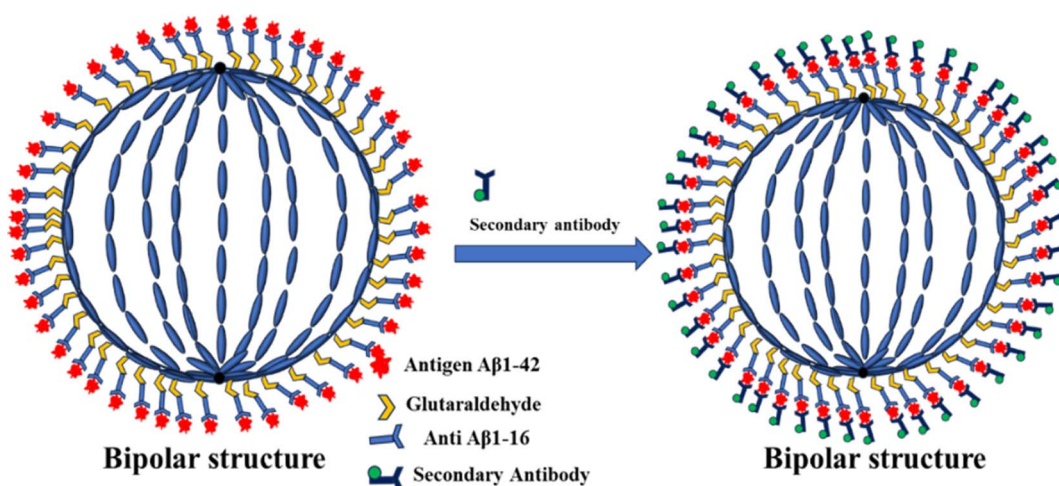 Secondary antibody
Antigen Aβ1-42
Glutaraldehyde
Anti Aβ1-16
Secondary Antibody
Bipolar structure
Bipolar structure